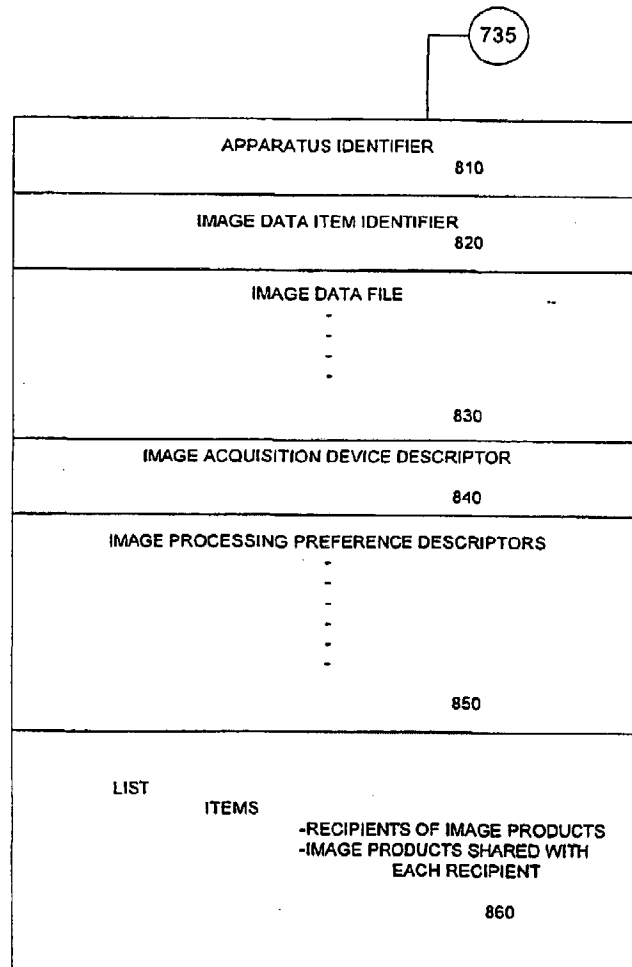 735
APPARATUS IDENTIFIER
810
IMAGE DATA ITEM IDENTIFIER
820
IMAGE DATA FILE
-
-
-
-
830
IMAGE ACQUISITION DEVICE DESCRIPTOR
840
IMAGE PROCESSING PREFERENCE DESCRIPTORS
-
-
-
-
-
-
850
LIST
ITEMS
-RECIPIENTS OF IMAGE PRODUCTS
-IMAGE PRODUCTS SHARED WITH
EACH RECIPIENT
860